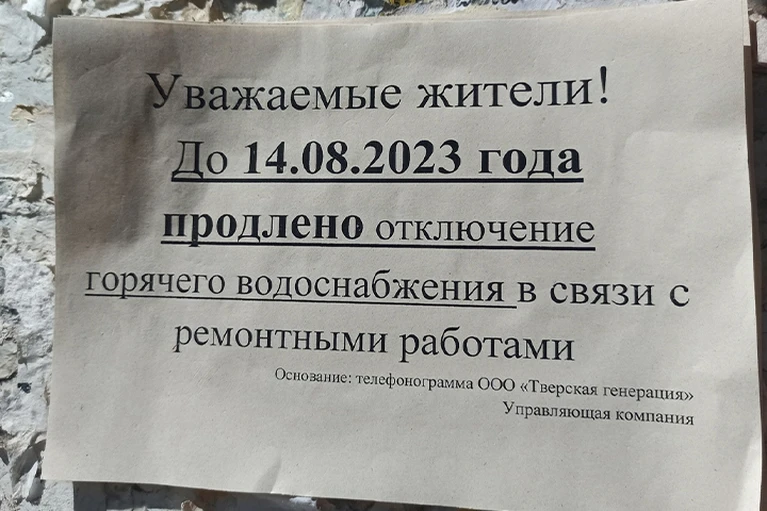 Уважаемые жители!
До 14.08.2023 года
продлено отключение
горячего водоснабжения в связи с
ремонтными работами
Основание: телефонограмма ООО «Тверская генерация»
Управляющая компания